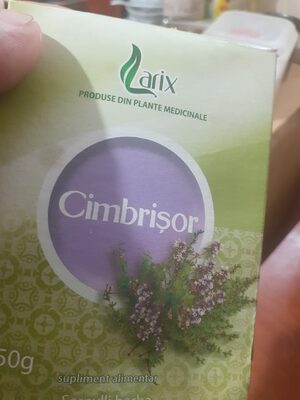 Larix
PRODUSE DIN PLANTE MEDICINALE
Cimbrișor
50g
supliment alimentar